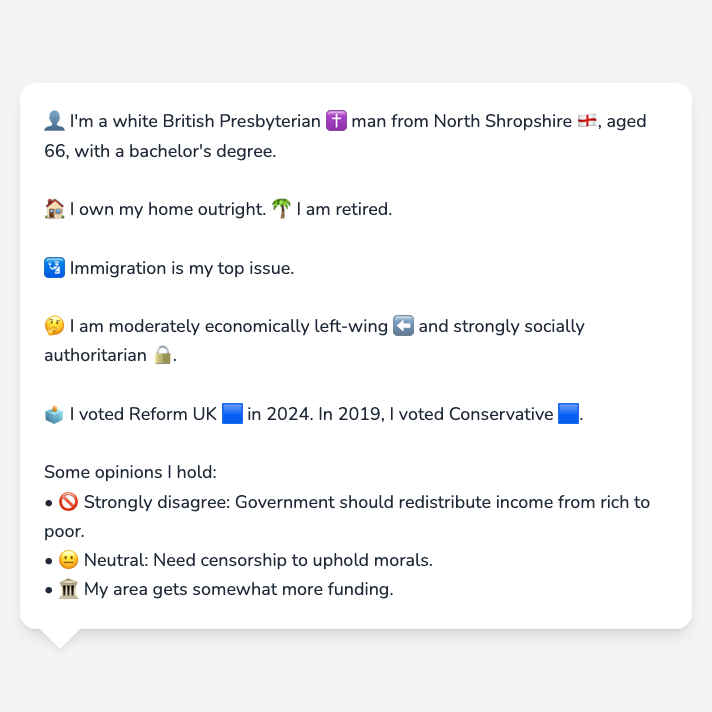 👤 I'm a white British Presbyterian ✝️ man from North Shropshire 🏴󠁧󠁢󠁥󠁮󠁧󠁿, aged
66, with a bachelor's degree.
🏠 I own my home outright. 🌴 I am retired.
🛂 Immigration is my top issue.
🤔 I am moderately economically left-wing ⬅️ and strongly socially
authoritarian 🔒.
🗳️ I voted Reform UK 🟦 in 2024. In 2019, I voted Conservative 🟦.
Some opinions I hold:
• 🚫 Strongly disagree: Government should redistribute income from rich to
poor.
• 😐 Neutral: Need censorship to uphold morals.
• 🏛️ My area gets somewhat more funding.